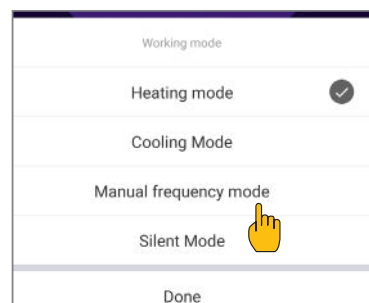 Working mode
Heating mode
Cooling Mode
Manual frequency mode
Silent Mode
Done